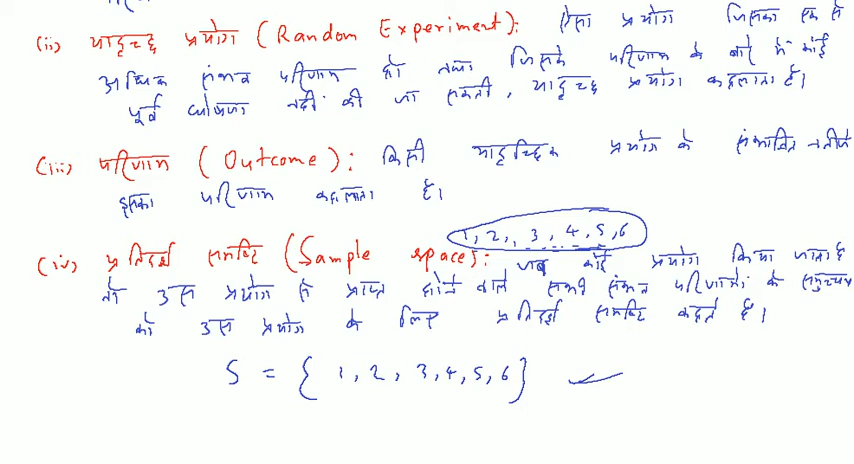 (ii) यादृच्छ प्रयोग (Random Experiment): ऐसा प्रयोग जिसका एक से
अधिक संभव परिणाम हो तथा जिसके परिणाम के बारे में कोई
पूर्व घोषणा नहीं की जा सकती, यादृच्छ प्रयोग कहलाता है।
(iii) परिणाम (Outcome): किसी यादृच्छिक प्रयोग के संभावित नतीजे
इसका परिणाम कहलाता है।
1, 2, 3, 4, 5, 6
(iv) प्रतिदर्श समष्टि (Sample space): जब कोई प्रयोग किया जाता है
तो उस प्रयोग से प्राप्त होने वाले सभी संभव परिणामों के समुच्चय
को उस प्रयोग के लिए प्रतिदर्श समष्टि कहते हैं।
S = { 1, 2, 3, 4, 5, 6 }